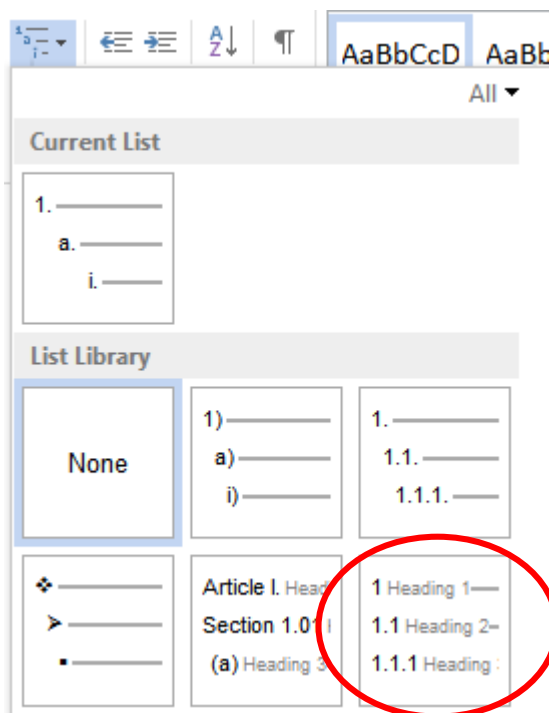 AaBbCcD AaBb
All
Current List
1.
a.
i.
List Library
None
1)
a)
i)
1.
1.1.
1.1.1.
Article I. Head
Section 1.01
(a) Heading 3
1 Heading 1
1.1 Heading 2
1.1.1 Heading